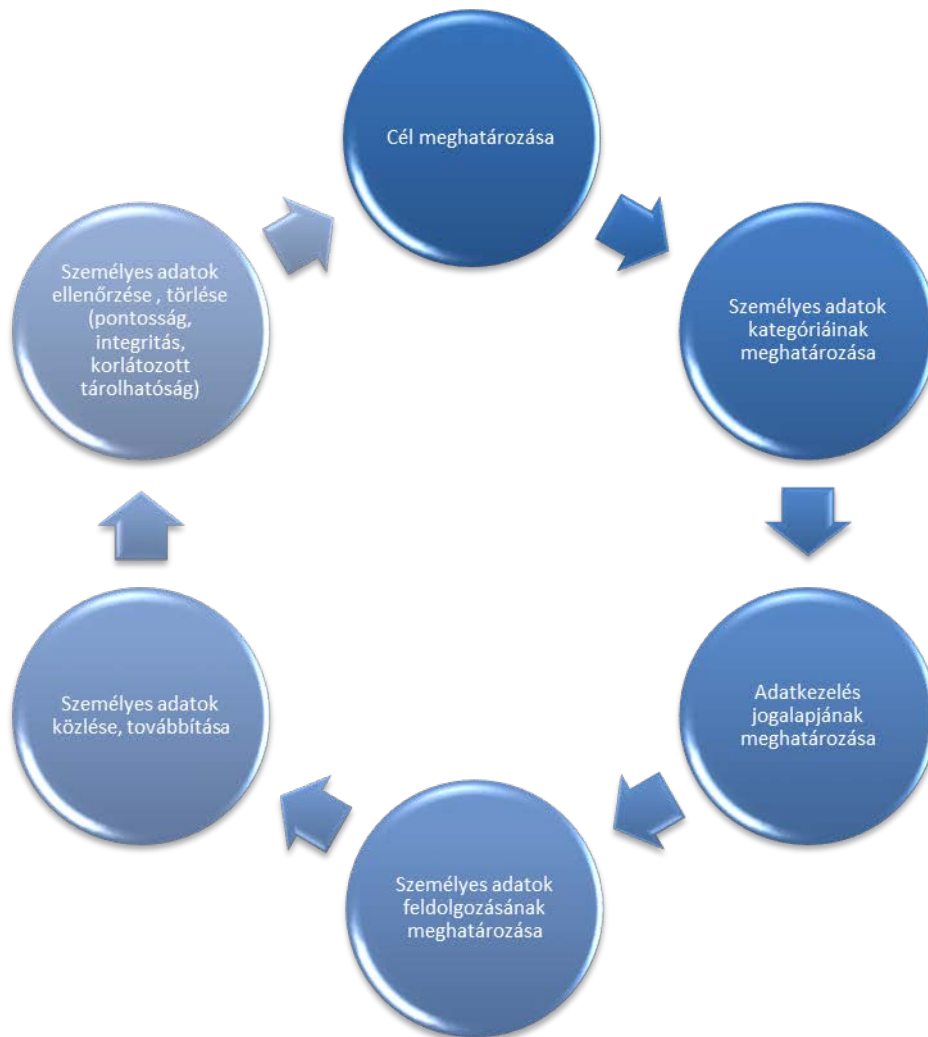 Cél meghatározása
Személyes adatok
kategóriáinak
meghatározása
Adatkezelés
jogalapjának
meghatározása
Személyes adatok
feldolgozásának
meghatározása
Személyes adatok
közlése, továbbítása
Személyes adatok
ellenőrzése , törlése
(pontosság,
integritás,
korlátozott
tárolhatóság)